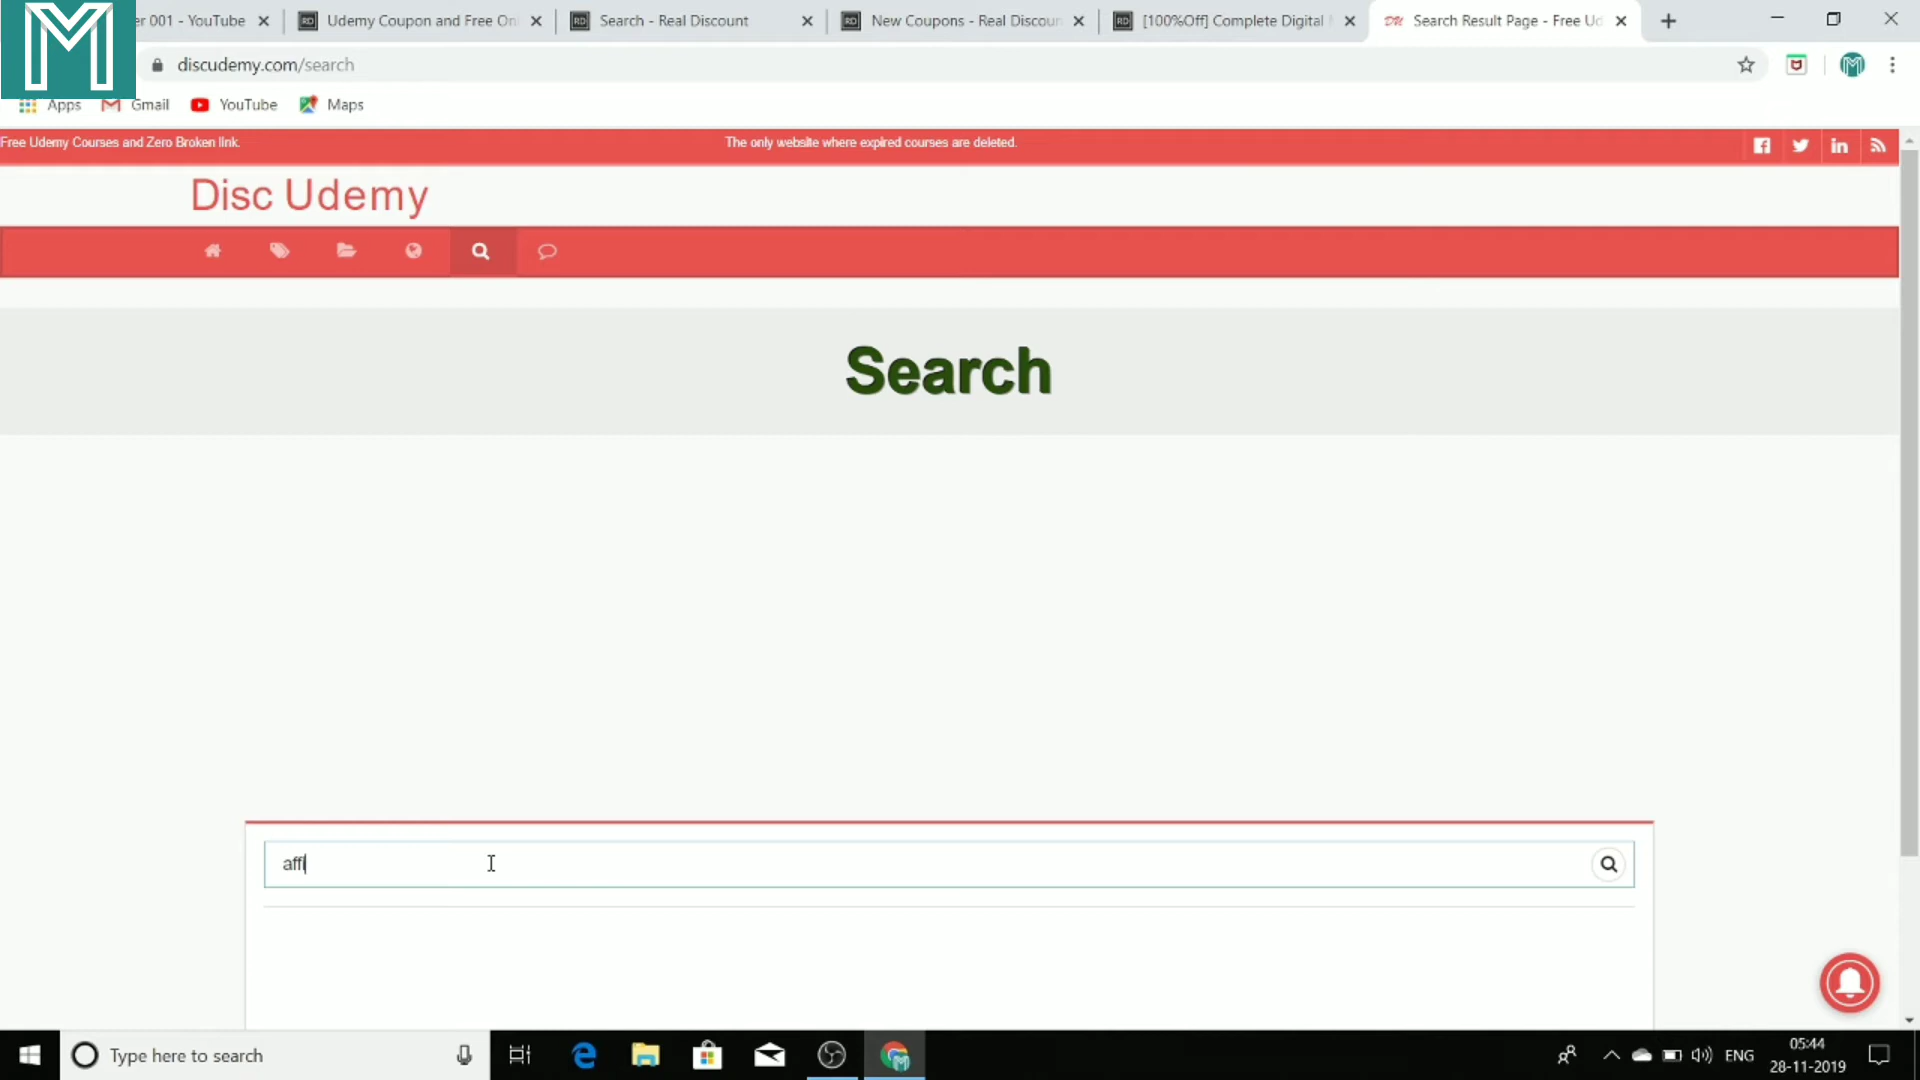 er 001 - YouTube
Udemy Coupon and Free On
Search - Real Discount
New Coupons - Real Discoun
[100%Off] Complete Digital
Search Result Page - Free Ud
discudemy.com/search
Apps
Gmail
YouTube
Maps
Free Udemy Courses and Zero Broken link.
The only website where expired courses are deleted.
Disc Udemy
Search
affi
Type here to search
ENG
05:44
28-11-2019